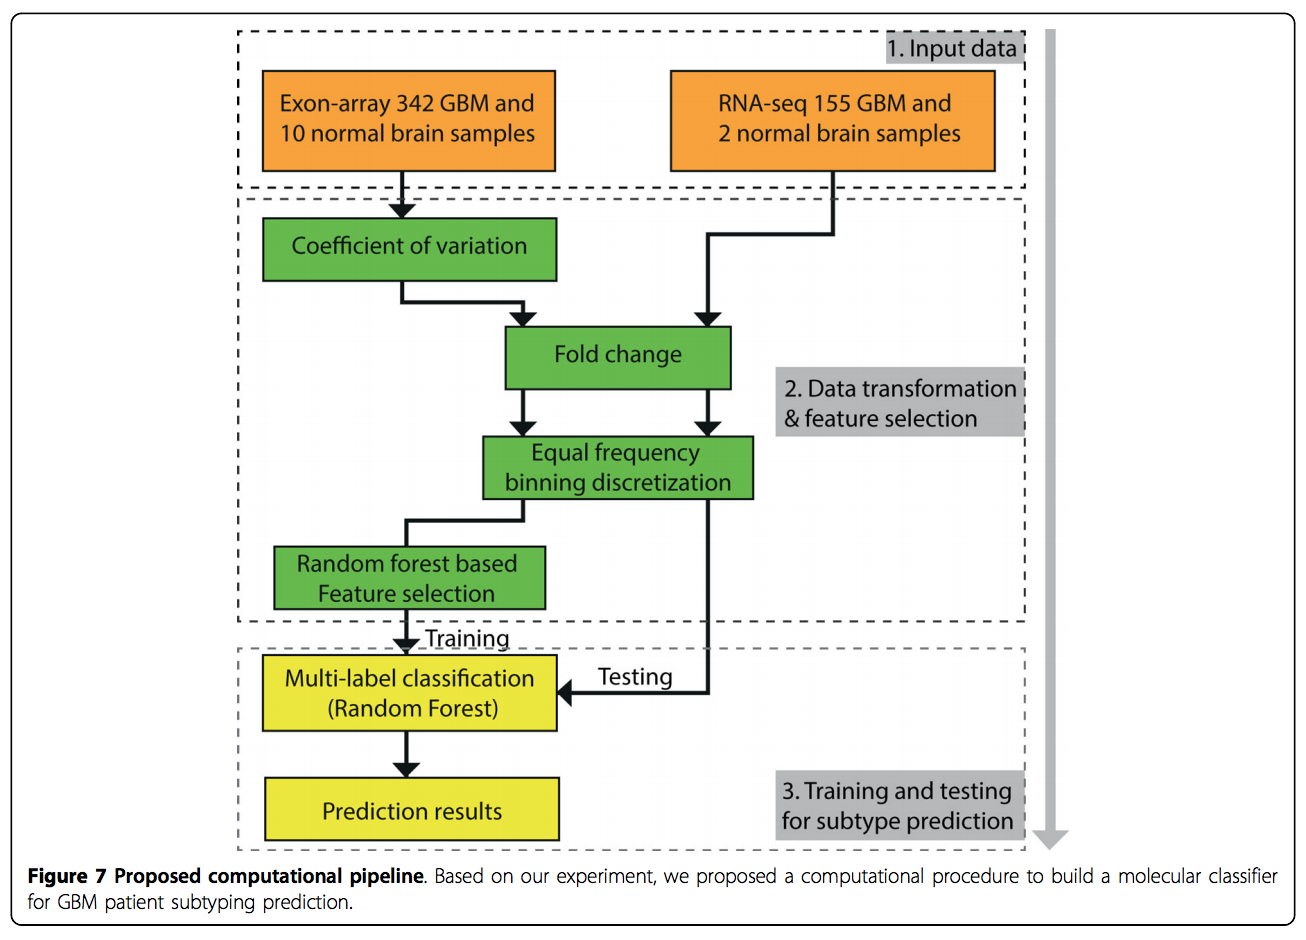 1. Input data
Exon-array 342 GBM and
10 normal brain samples
RNA-seq 155 GBM and
2 normal brain samples
Coefficient of variation
Fold change
2. Data transformation
& feature selection
Equal frequency
binning discretization
Random forest based
Feature selection
Training
Multi-label classification
(Random Forest)
Testing
Prediction results
3. Training and testing
for subtype prediction
Figure 7 Proposed computational pipeline. Based on our experiment, we proposed a computational procedure to build a molecular classifier
for GBM patient subtyping prediction.